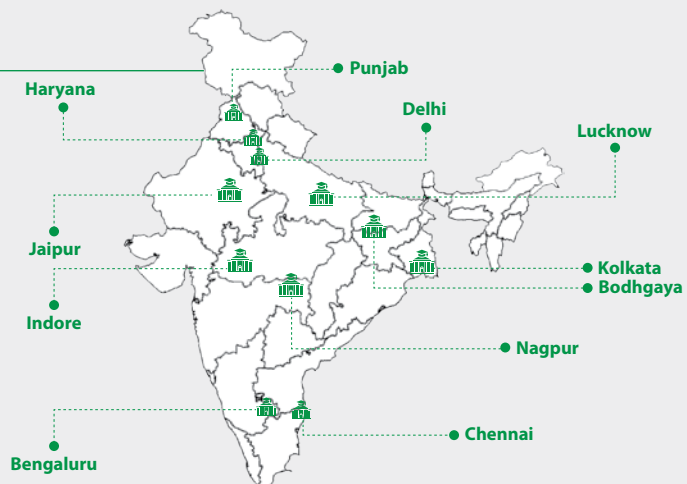 Punjab
Haryana
Delhi
Lucknow
Jaipur
Kolkata
Bodhgaya
Indore
Nagpur
Chennai
Bengaluru